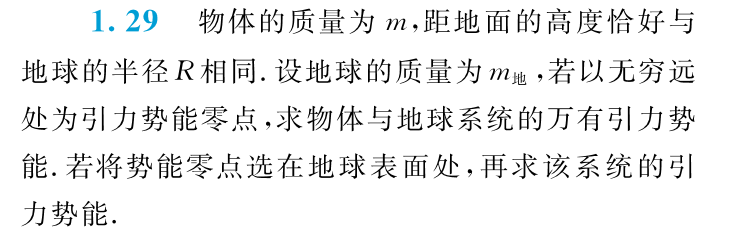 1.29 物体的质量为 m,距地面的高度恰好与
地球的半径R相同.设地球的质量为m地,若以无穷远
处为引力势能零点,求物体与地球系统的万有引力势
能.若将势能零点选在地球表面处,再求该系统的引
力势能.